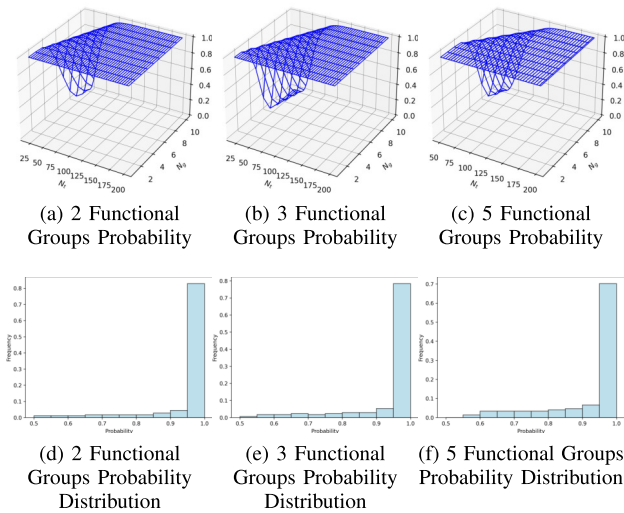 1.0
0.8
0.6
0.4
0.2
0.0
10
8
6
4
2
25
50
75
100
125
150
175
200
Nf
Ng
1.0
0.8
0.6
0.4
0.2
0.0
10
8
6
4
2
25
50
75
100
125
150
175
200
Nf
Ng
1.0
0.8
0.6
0.4
0.2
0.0
10
8
6
4
2
50
75
100
125
150
175
200
Nf
Ng
(a) 2 Functional
Groups Probability
(b) 3 Functional
Groups Probability
(c) 5 Functional
Groups Probability
0.8
0.7
0.6
0.5
0.4
0.3
0.2
0.1
0.0
Frequency
0.5 0.6 0.7 0.8 0.9 1.0
Probability
0.8
0.7
0.6
0.5
0.4
0.3
0.2
0.1
0.0
Frequency
0.5 0.6 0.7 0.8 0.9 1.0
Probability
0.7
0.6
0.5
0.4
0.3
0.2
0.1
0.0
Frequency
0.5 0.6 0.7 0.8 0.9 1.0
Probability
(d) 2 Functional
Groups Probability
Distribution
(e) 3 Functional
Groups Probability
Distribution
(f) 5 Functional Groups
Probability Distribution